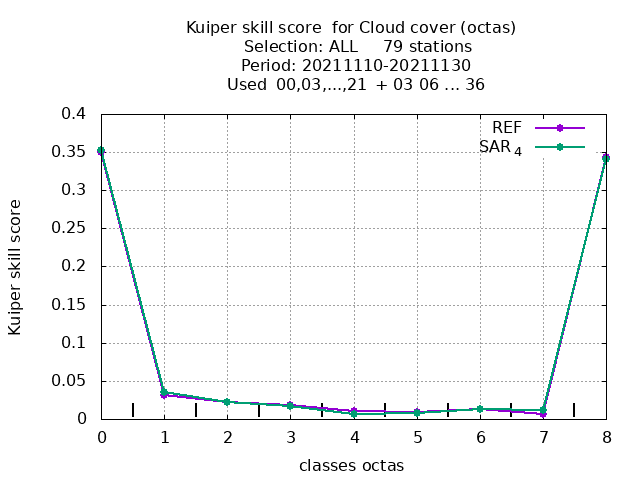 Kuiper skill score  for Cloud cover (octas)
Selection: ALL     79 stations
Period: 20211110-20211130
Used  00,03,...,21  + 03 06 ... 36
REF
SAR 4
0.4
0.35
0.3
0.25
0.2
0.15
0.1
0.05
0
Kuiper skill score
0 1 2 3 4 5 6 7 8
classes octas